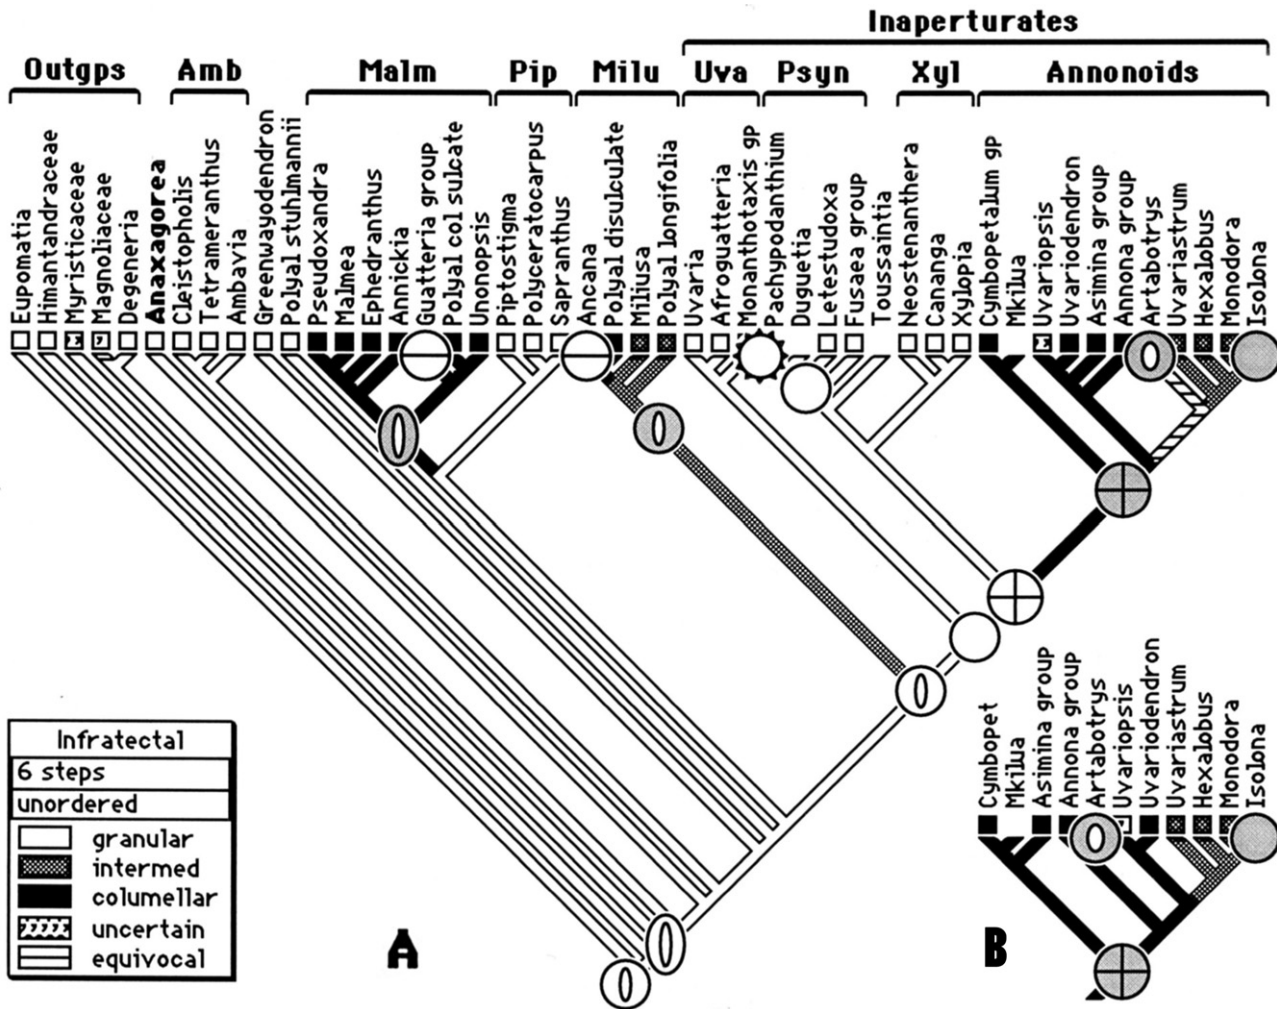 Inaperturates
Outgps Amb Malm Pip Milu Uva Psyn Xyl Annonoids
Eupomatia
Himantandraceae
Myristicaceae
Magnoliaceae
Degeneria
Anaxagorea
Cleistopholis
Tetrameranthus
Ambavia
Greenwayodendron
Polyal stuhlmannii
Pseudoxandra
Malmea
Ephedranthus
Annickia
Guatteria group
Polyal col sulcate
Unonopsis
Piptostigma
Polyceratocarpus
Sapranthus
Ancana
Polyal disulculate
Miliusa
Polyal longifolia
Uvaria
Afroguatteria
Monanthotaxis gp
Pachypodanthium
Duguetia
Letestudoxa
Fusaea group
Toussaintia
Neostenanthera
Cananga
Xylopia
Cymbopetalum gp
Mkilua
Uvariopsis
Uvariodendron
Asimina group
Annona group
Artabotrys
Uvariastrum
Hexalobus
Monodora
Isolona
Infratectal
6 steps
unordered
granular
intermed
columellar
uncertain
equivocal
A
Cymbopet
Mkilua
Asimina group
Annona group
Artabotrys
Uvariopsis
Uvariodendron
Uvariastrum
Hexalobus
Monodora
Isolona
B